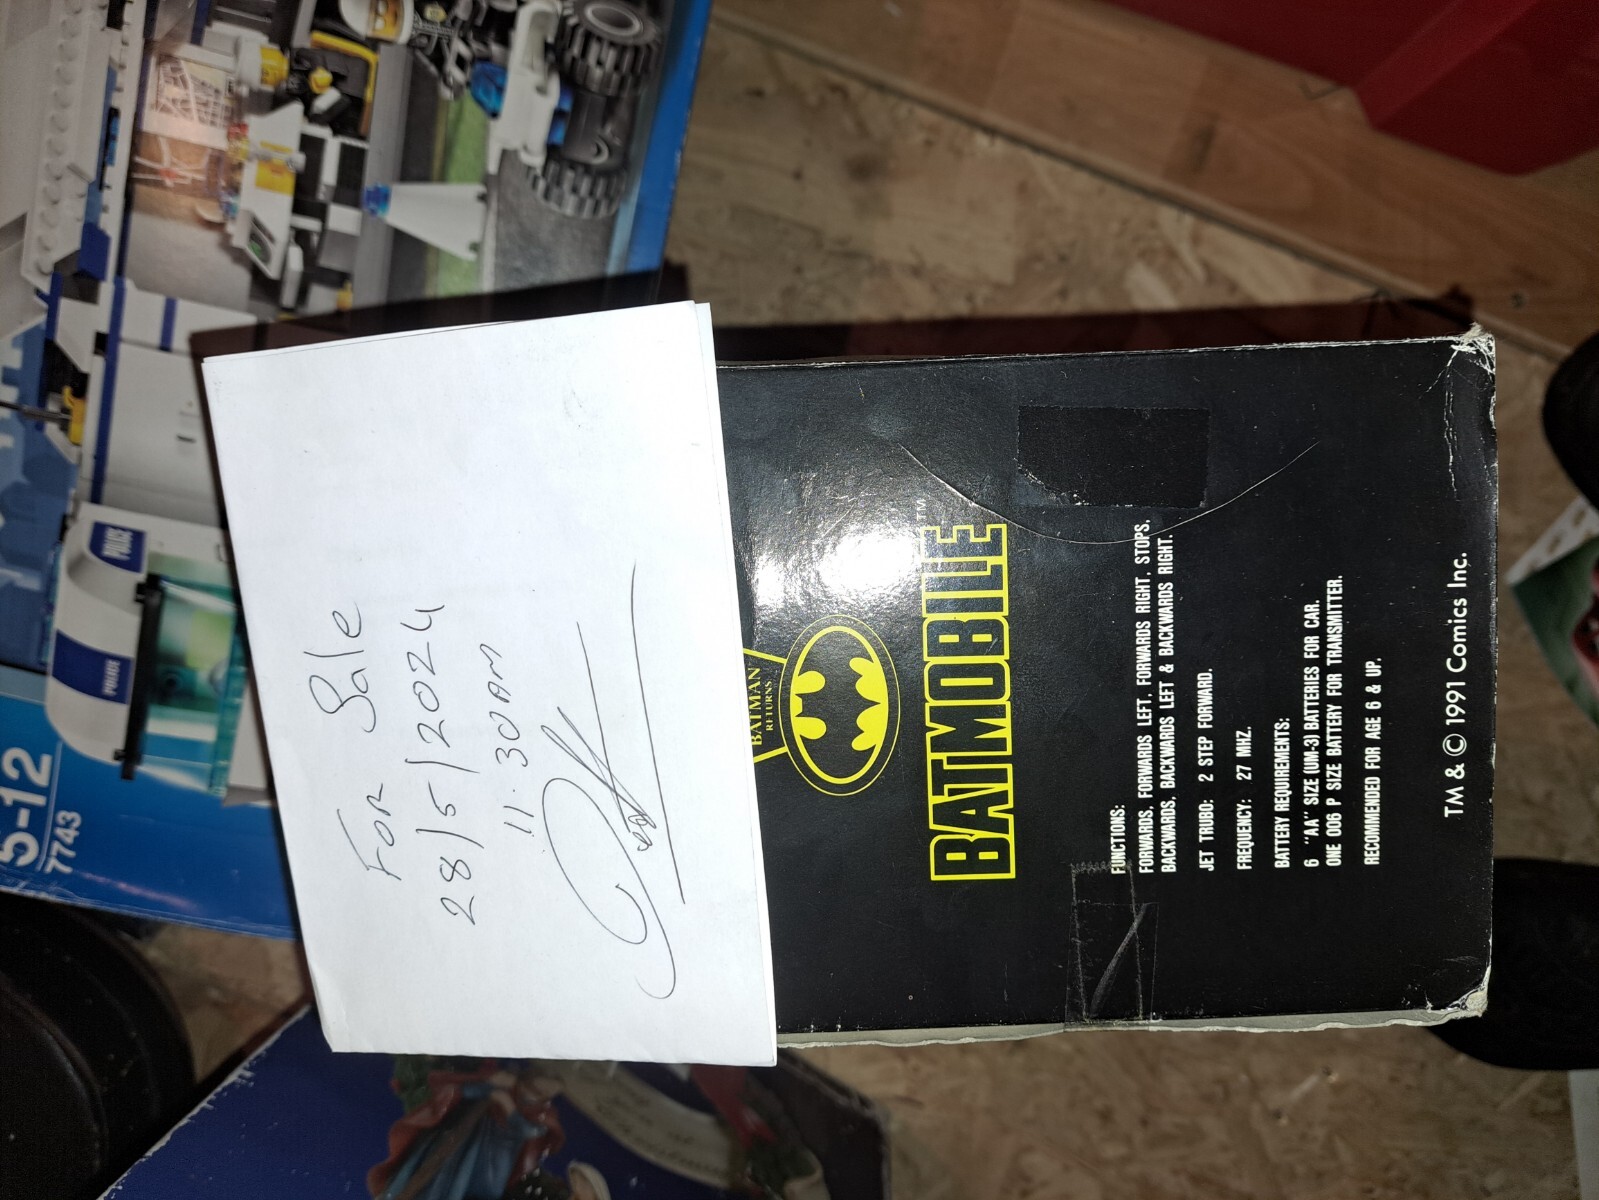 For Sale
28/5/2024
11.30AM
BATMAN
RETURNS
BATMOBILE™
FUNCTIONS:
FORWARDS, FORWARDS LEFT, FORWARDS RIGHT, STOPS,
BACKWARDS, BACKWARDS LEFT & BACKWARDS RIGHT.
JET TRUBO: 2 STEP FORWARD.
FREQUENCY: 27 MHZ.
BATTERY REQUIREMENTS:
6 "AA" SIZE (UM-3) BATTERIES FOR CAR.
ONE 006 P SIZE BATTERY FOR TRANSMITTER.
RECOMMENDED FOR AGE 6 & UP.
TM & © 1991 Comics Inc.
5-12
7743
POLICE
POLICE